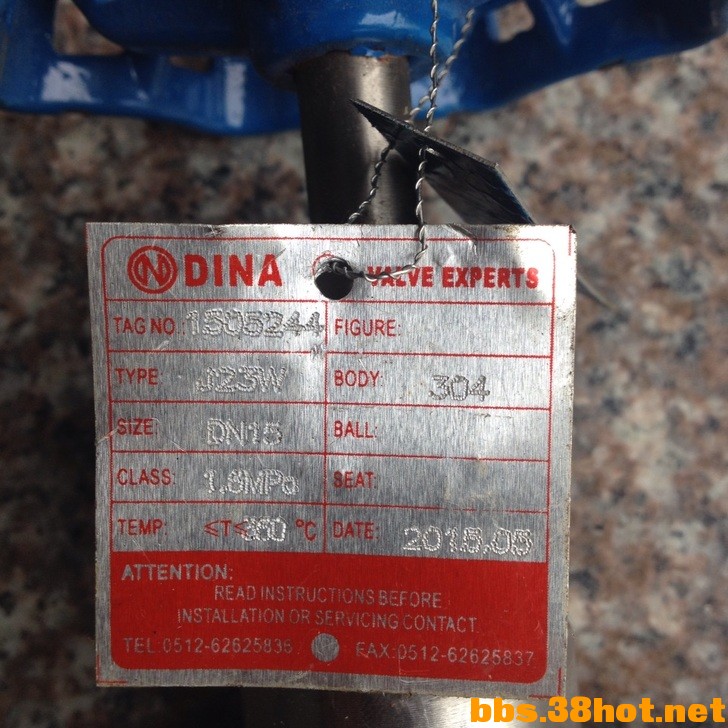 DINA VALVE EXPERTS
TAG NO.: 1505244 FIGURE:
TYPE J23W BODY 304
SIZE: DN15 BALL:
CLASS: 1.6MPa SEAT:
TEMP: ≤T≤ °C DATE: 2015.05
ATTENTION:
READ INSTRUCTIONS BEFORE
INSTALLATION OR SERVICING CONTACT
TEL:0512-62625835 FAX:0512-62625837
bbs.38hot.net